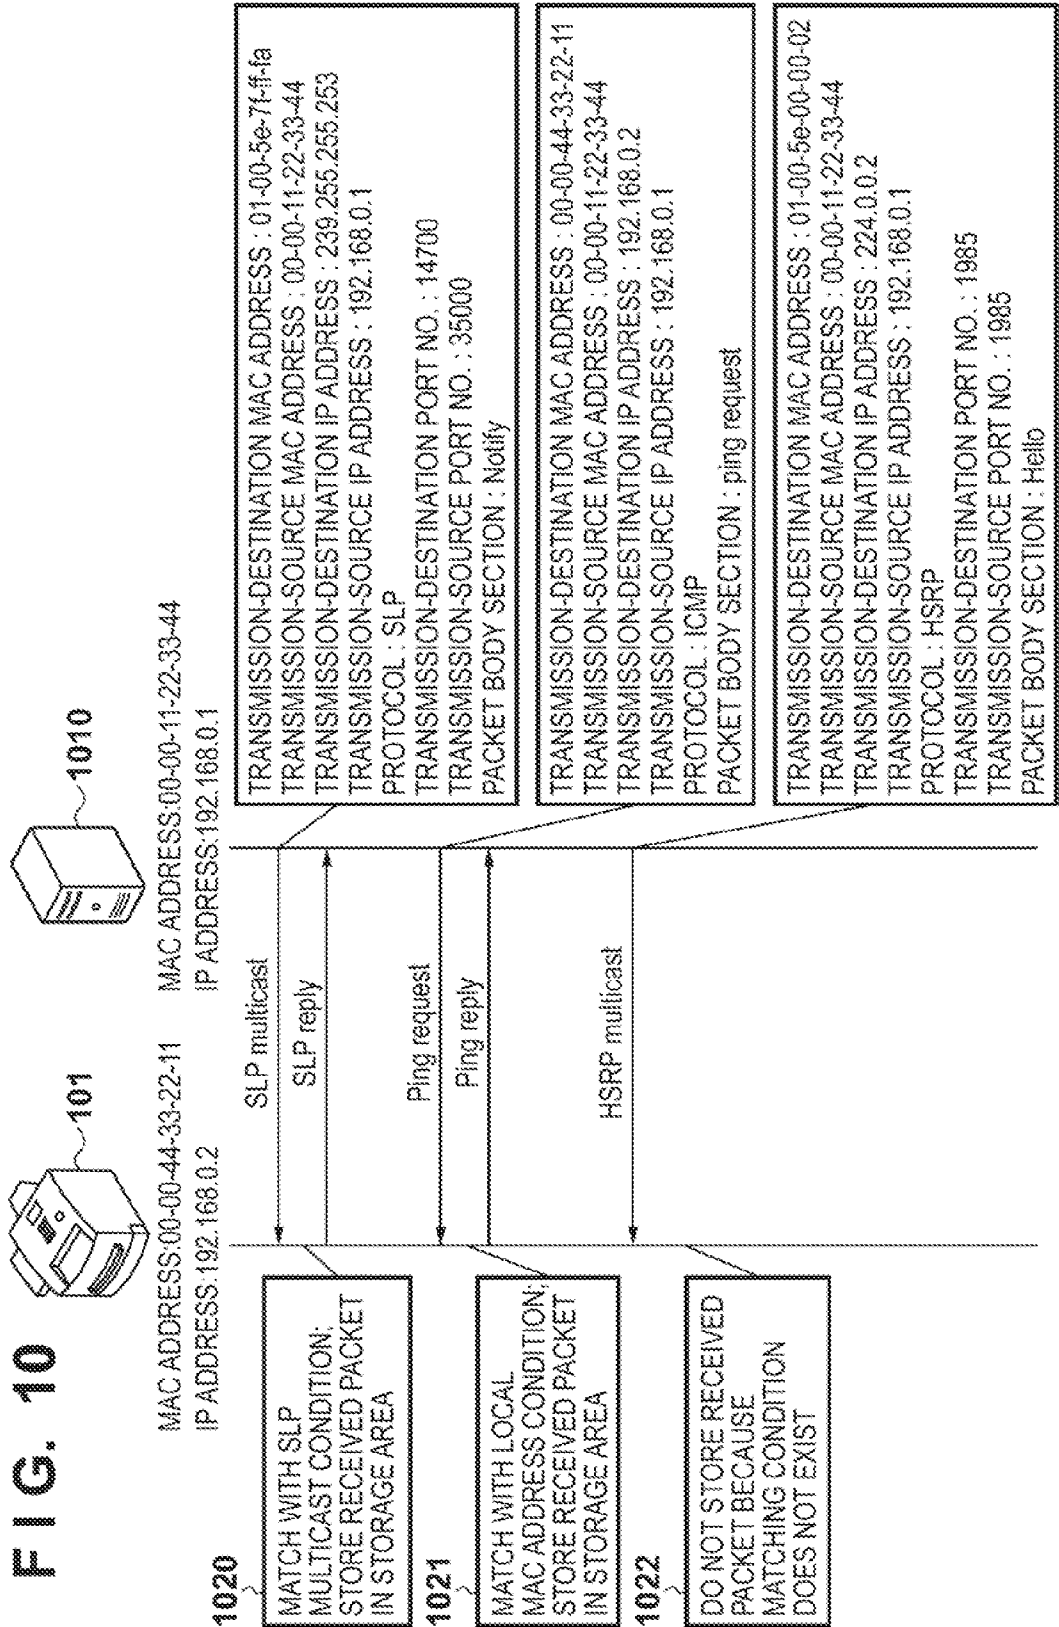 FIG. 10
101
MAC ADDRESS:00-00-44-33-22-11
IP ADDRESS:192.168.0.2
1010
MAC ADDRESS:00-00-11-22-33-44
IP ADDRESS:192.168.0.1
1020
MATCH WITH SLP
MULTICAST CONDITION;
STORE RECEIVED PACKET
IN STORAGE AREA
SLP multicast
SLP reply
TRANSMISSION-DESTINATION MAC ADDRESS : 01-00-5e-7f-ff-fa
TRANSMISSION-SOURCE MAC ADDRESS : 00-00-11-22-33-44
TRANSMISSION-DESTINATION IP ADDRESS : 239.255.255.253
TRANSMISSION-SOURCE IP ADDRESS : 192.168.0.1
PROTOCOL : SLP
TRANSMISSION-DESTINATION PORT NO. : 14700
TRANSMISSION-SOURCE PORT NO. : 35000
PACKET BODY SECTION : Notify
1021
MATCH WITH LOCAL
MAC ADDRESS CONDITION;
STORE RECEIVED PACKET
IN STORAGE AREA
Ping request
Ping reply
TRANSMISSION-DESTINATION MAC ADDRESS : 00-00-44-33-22-11
TRANSMISSION-SOURCE MAC ADDRESS : 00-00-11-22-33-44
TRANSMISSION-DESTINATION IP ADDRESS : 192.168.0.2
TRANSMISSION-SOURCE IP ADDRESS : 192.168.0.1
PROTOCOL : ICMP
PACKET BODY SECTION : ping request
1022
DO NOT STORE RECEIVED
PACKET BECAUSE
MATCHING CONDITION
DOES NOT EXIST
HSRP multicast
TRANSMISSION-DESTINATION MAC ADDRESS : 01-00-5e-00-00-02
TRANSMISSION-SOURCE MAC ADDRESS : 00-00-11-22-33-44
TRANSMISSION-DESTINATION IP ADDRESS : 224.0.0.2
TRANSMISSION-SOURCE IP ADDRESS : 192.168.0.1
PROTOCOL : HSRP
TRANSMISSION-DESTINATION PORT NO. : 1985
TRANSMISSION-SOURCE PORT NO. : 1985
PACKET BODY SECTION : Hello